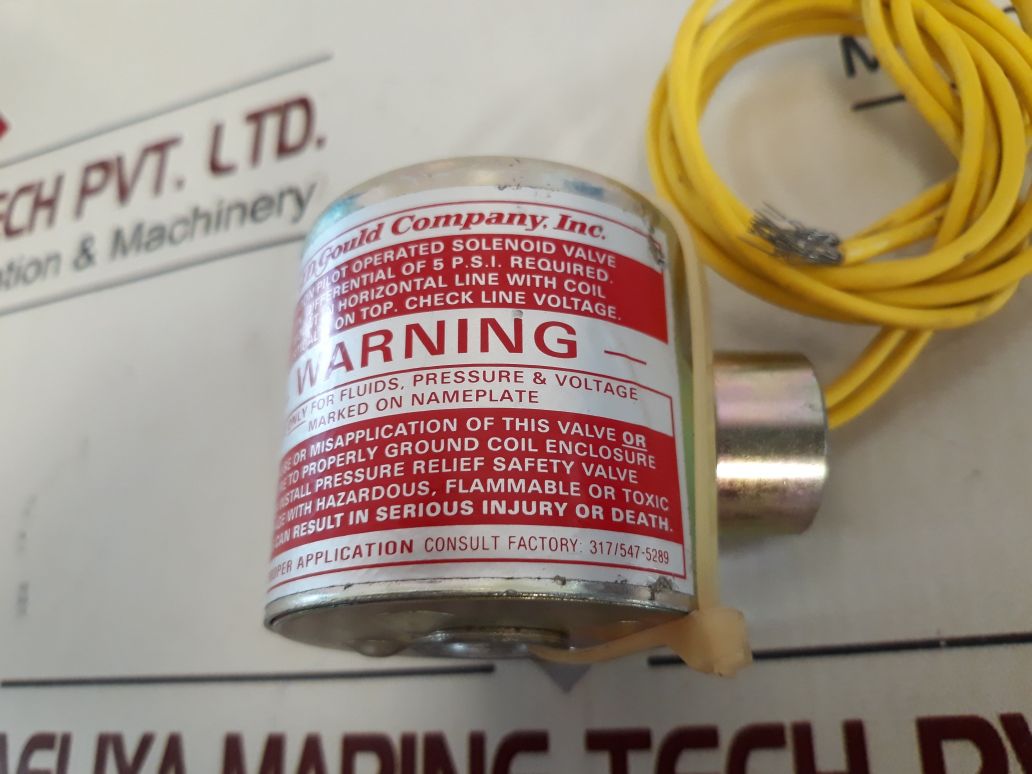 TECH PVT. LTD.
& Machinery
Gould Company, Inc.
PILOT OPERATED SOLENOID VALVE
OF 5 P.S.I. REQUIRED.
HORIZONTAL LINE WITH COIL
ON TOP. CHECK LINE VOLTAGE.
WARNING
ONLY FOR FLUIDS, PRESSURE & VOLTAGE
MARKED ON NAMEPLATE
OR MISAPPLICATION OF THIS VALVE OR
TO PROPERLY GROUND COIL ENCLOSURE
PRESSURE RELIEF SAFETY VALVE
WITH HAZARDOUS, FLAMMABLE OR TOXIC
CAN RESULT IN SERIOUS INJURY OR DEATH.
APPLICATION CONSULT FACTORY: 317/547-5289
TECH